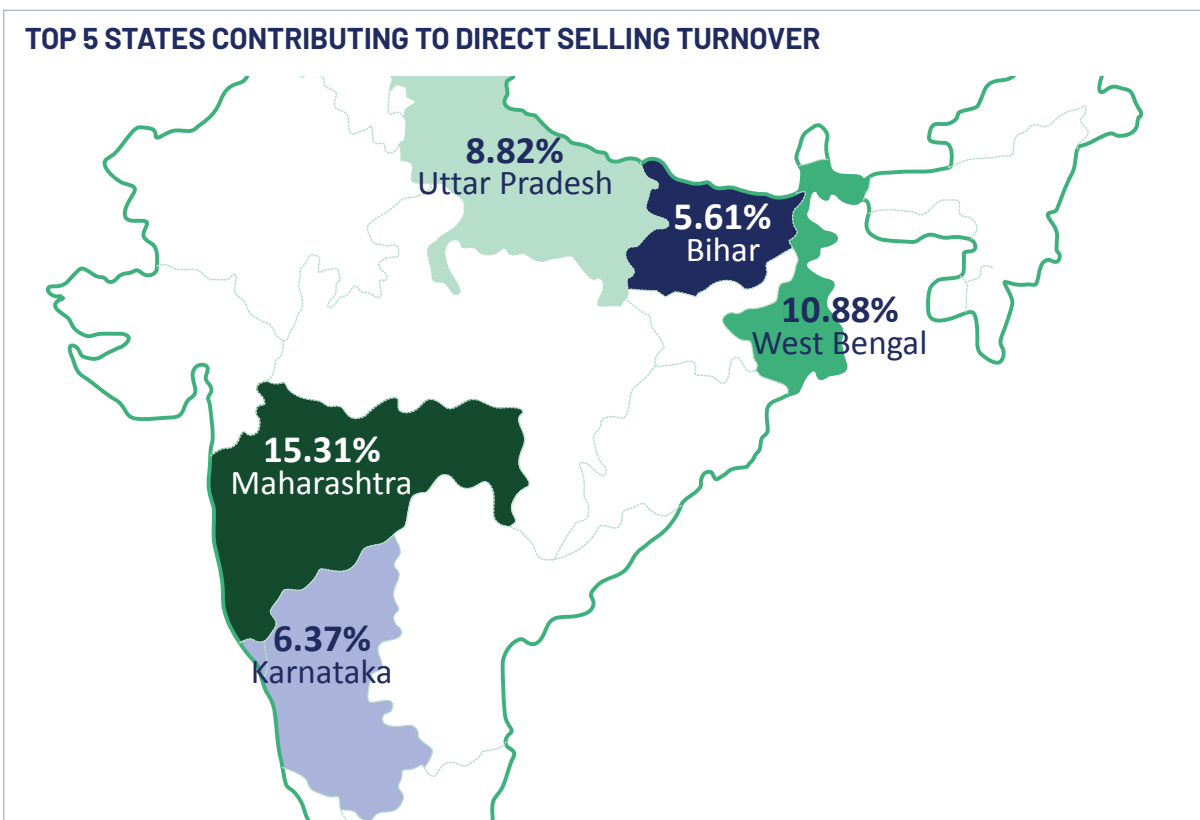 TOP 5 STATES CONTRIBUTING TO DIRECT SELLING TURNOVER
8.82%
Uttar Pradesh
5.61%
Bihar
10.88%
West Bengal
15.31%
Maharashtra
6.37%
Karnataka